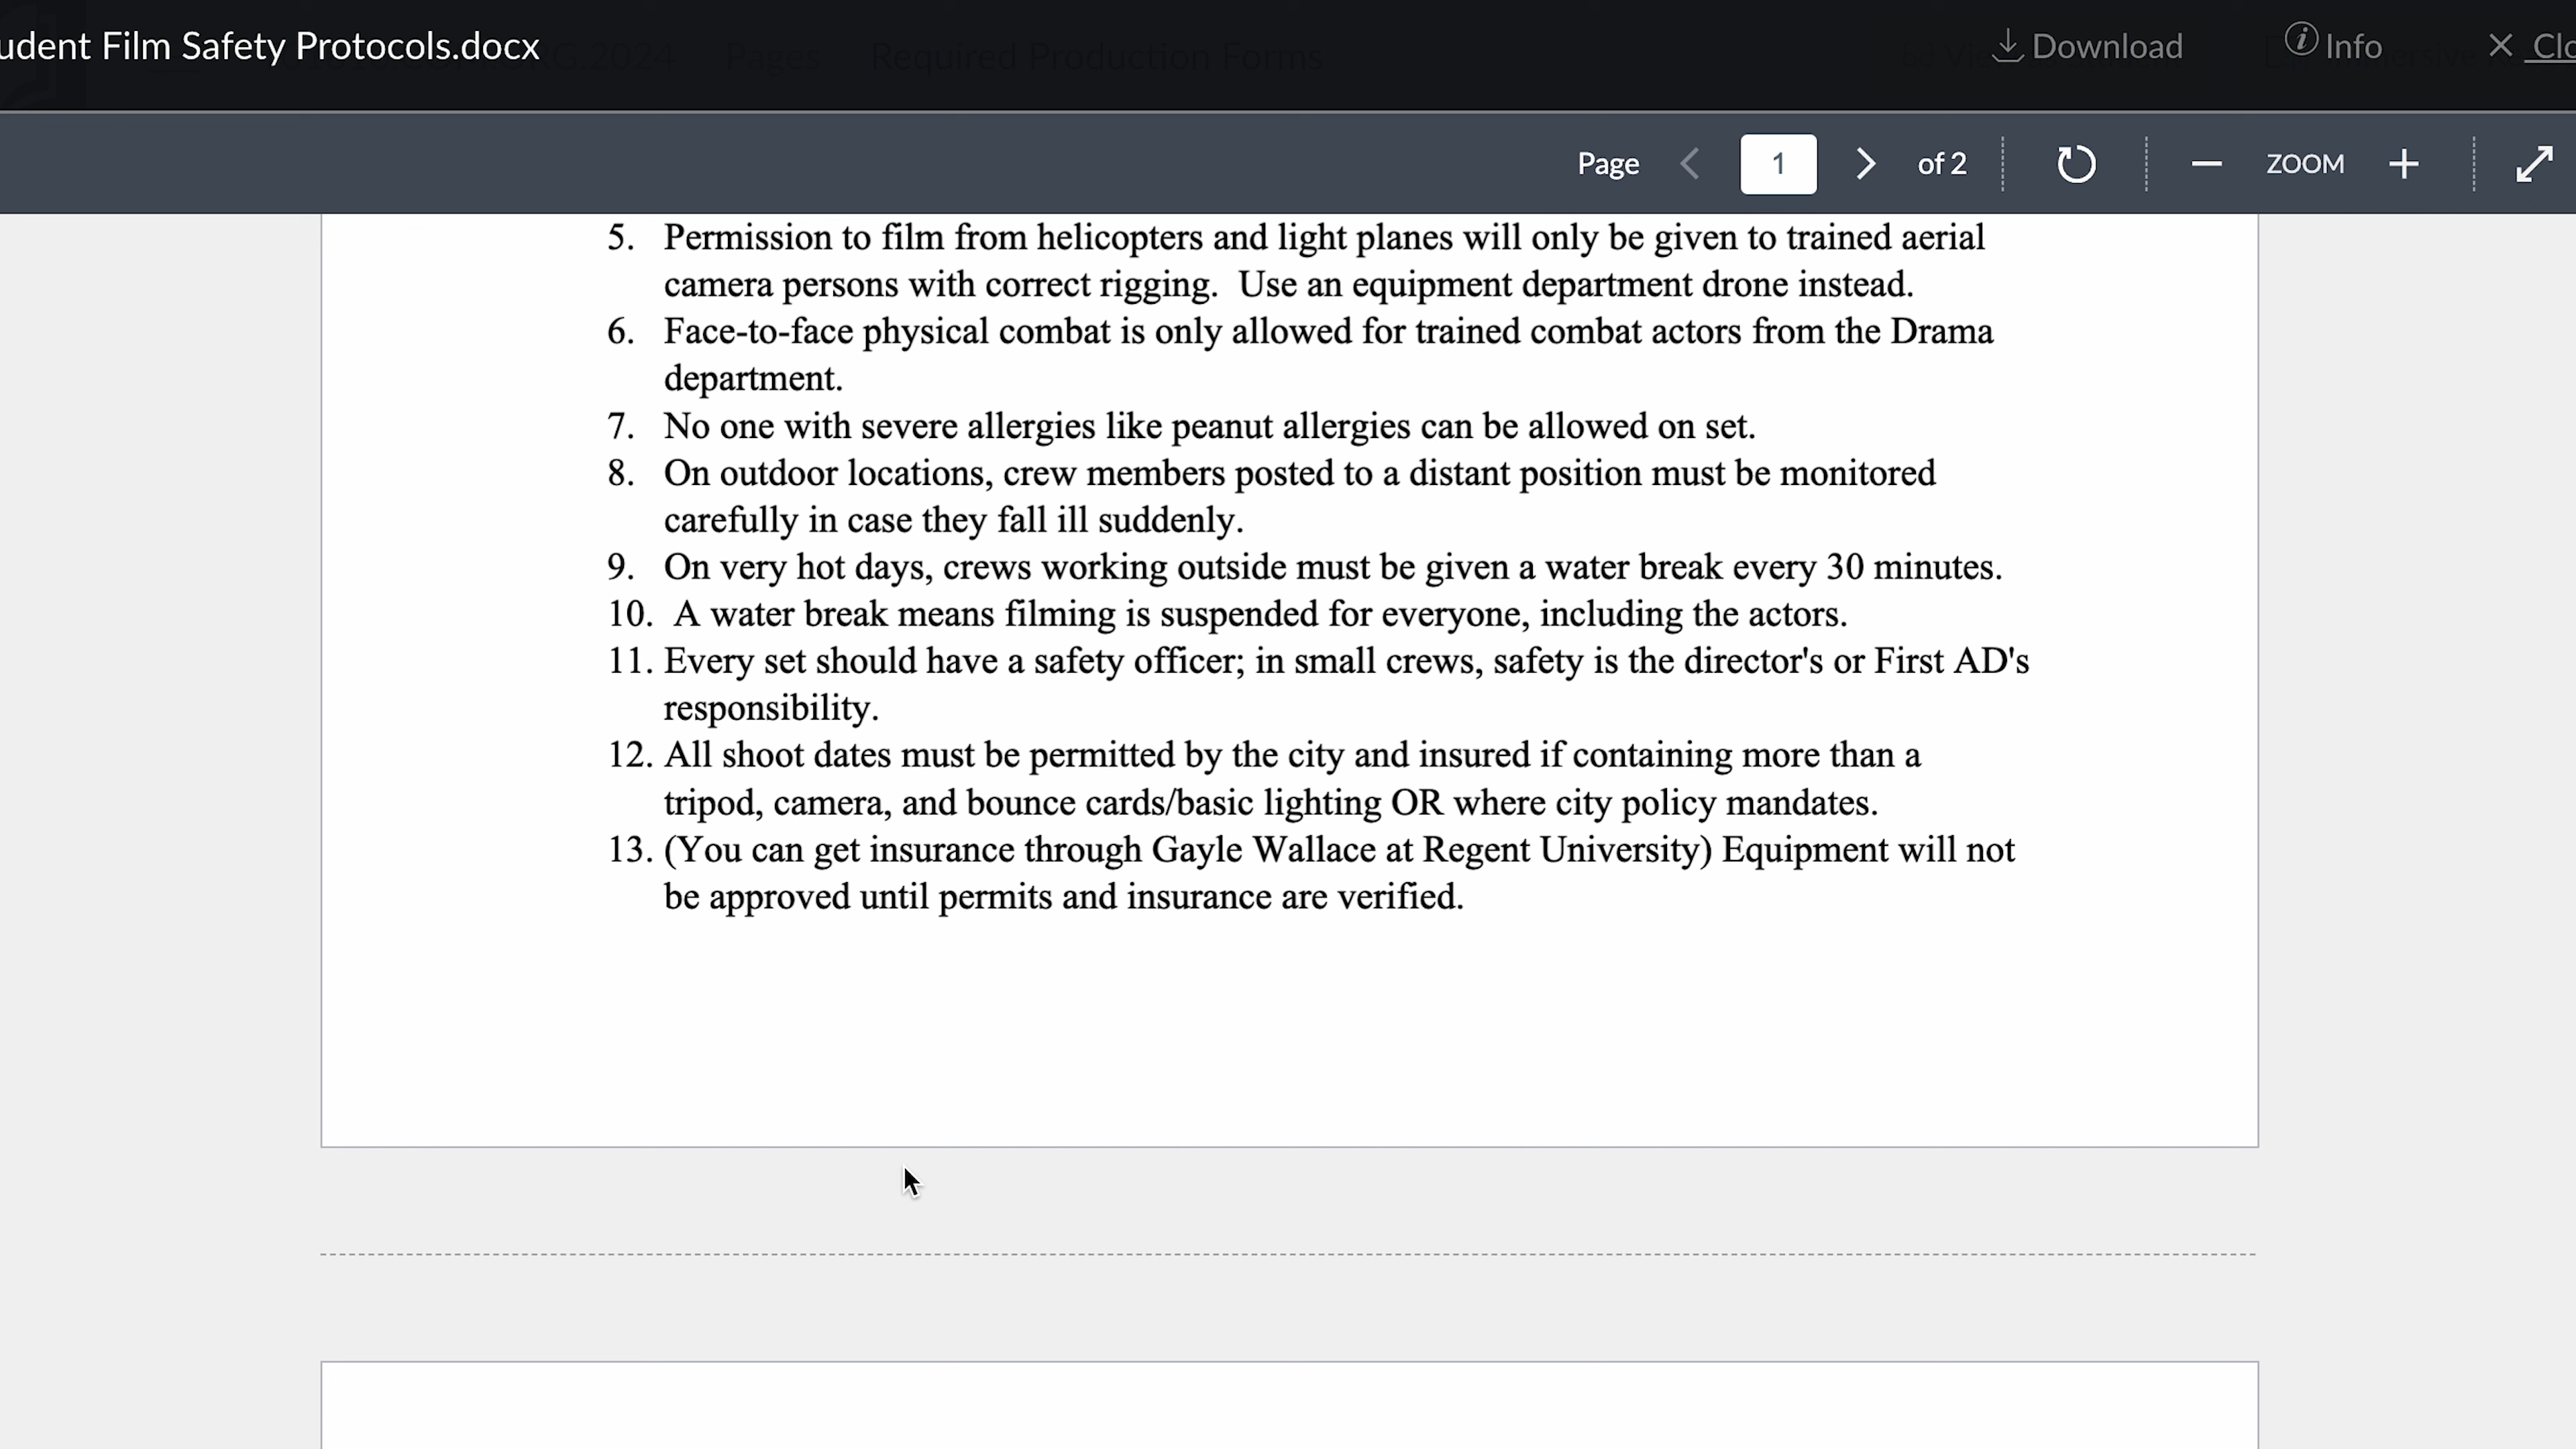 udent Film Safety Protocols.docx
G.2024 Pages Required Production Forms
Download Info Clo
Page 1 of 2 ZOOM
5. Permission to film from helicopters and light planes will only be given to trained aerial
camera persons with correct rigging.  Use an equipment department drone instead.
6. Face-to-face physical combat is only allowed for trained combat actors from the Drama
department.
7. No one with severe allergies like peanut allergies can be allowed on set.
8. On outdoor locations, crew members posted to a distant position must be monitored
carefully in case they fall ill suddenly.
9. On very hot days, crews working outside must be given a water break every 30 minutes.
10.  A water break means filming is suspended for everyone, including the actors.
11. Every set should have a safety officer; in small crews, safety is the director's or First AD's
responsibility.
12. All shoot dates must be permitted by the city and insured if containing more than a
tripod, camera, and bounce cards/basic lighting OR where city policy mandates.
13. (You can get insurance through Gayle Wallace at Regent University) Equipment will not
be approved until permits and insurance are verified.